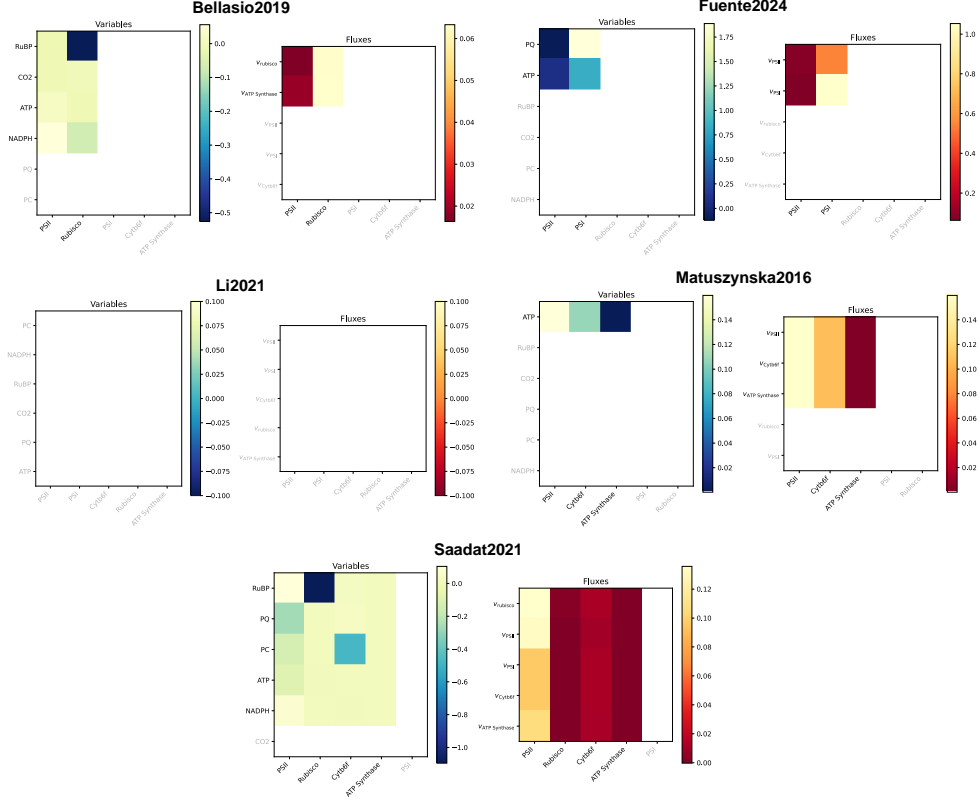 Bellasio2019
Variables
RuBP
CO2
ATP
NADPH
PQ
PC
PSII
Rubisco
PSI
Cytb6f
ATP Synthase
0.0
−0.1
−0.2
−0.3
−0.4
−0.5
Fluxes
vrubisco
vATP Synthase
vPSII
vPSI
vCytb6f
PSII
Rubisco
PSI
Cytb6f
ATP Synthase
0.06
0.05
0.04
0.03
0.02
Fuente2024
Variables
PQ
ATP
RuBP
CO2
PC
NADPH
PSII
PSI
Rubisco
Cytb6f
ATP Synthase
1.75
1.50
1.25
1.00
0.75
0.50
0.25
0.00
Fluxes
vPSII
vPSI
vrubisco
vCytb6f
vATP Synthase
PSII
PSI
Rubisco
Cytb6f
ATP Synthase
1.0
0.8
0.6
0.4
0.2
Li2021
Variables
PC
NADPH
RuBP
CO2
PQ
ATP
PSII
PSI
Cytb6f
Rubisco
ATP Synthase
0.100
0.075
0.050
0.025
0.000
−0.025
−0.050
−0.075
−0.100
Fluxes
vPSII
vPSI
vCytb6f
vrubisco
vATP Synthase
PSII
PSI
Cytb6f
Rubisco
ATP Synthase
0.100
0.075
0.050
0.025
0.000
−0.025
−0.050
−0.075
−0.100
Matuszynska2016
Variables
ATP
RuBP
CO2
PQ
PC
NADPH
PSII
Cytb6f
ATP Synthase
PSI
Rubisco
0.14
0.12
0.10
0.08
0.06
0.04
0.02
Fluxes
vPSII
vCytb6f
vATP Synthase
vrubisco
vPSI
PSII
Cytb6f
ATP Synthase
PSI
Rubisco
0.14
0.12
0.10
0.08
0.06
0.04
0.02
Saadat2021
Variables
RuBP
PQ
PC
ATP
NADPH
CO2
PSII
Rubisco
Cytb6f
ATP Synthase
PSI
0.0
−0.2
−0.4
−0.6
−0.8
−1.0
Fluxes
vrubisco
vPSII
vPSI
vCytb6f
vATP Synthase
PSII
Rubisco
Cytb6f
ATP Synthase
PSI
0.12
0.10
0.08
0.06
0.04
0.02
0.00